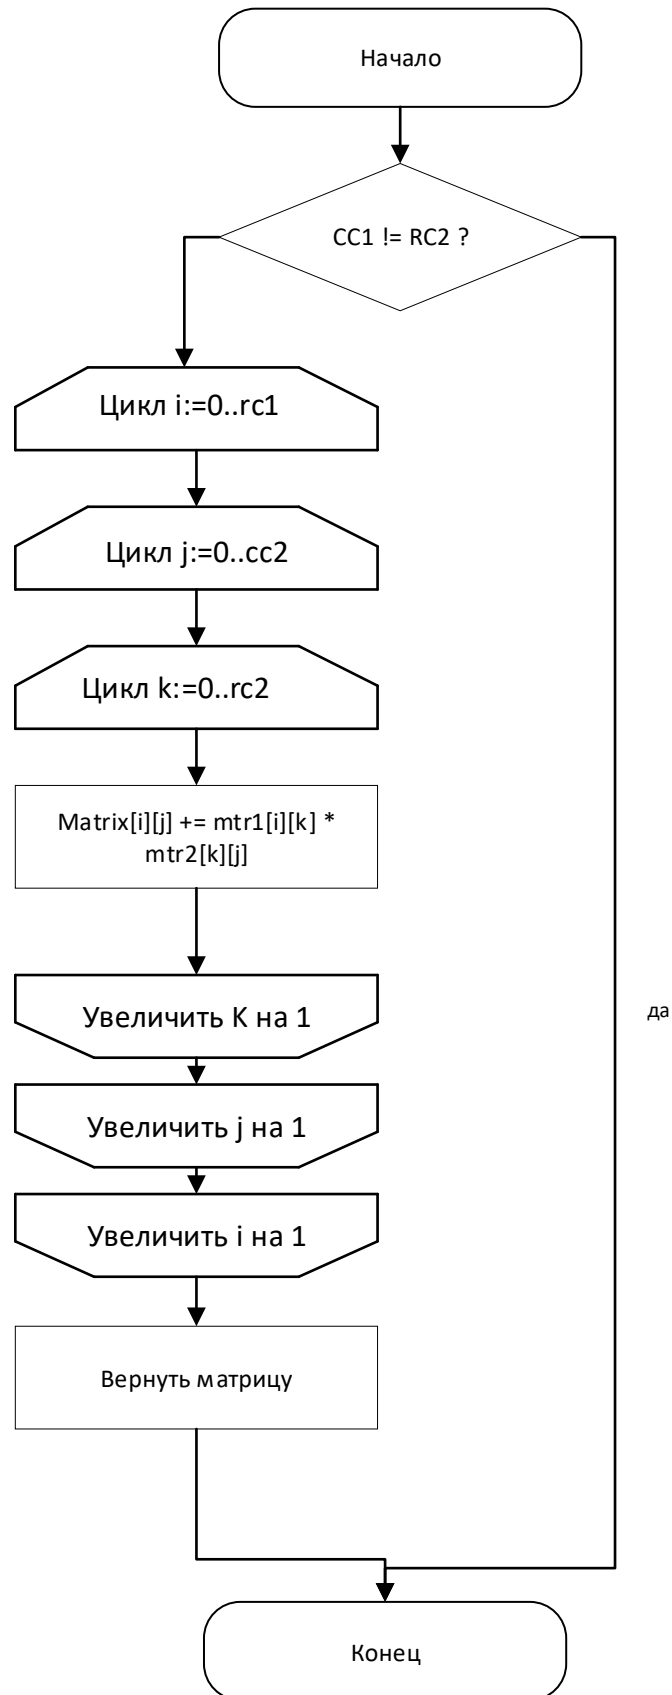 Начало
CC1 != RC2 ?
Цикл i:=0..rc1
Цикл j:=0..cc2
Цикл k:=0..rc2
Matrix[i][j] += mtr1[i][k] *
mtr2[k][j]
Увеличить K на 1
да
Увеличить j на 1
Увеличить i на 1
Вернуть матрицу
Конец